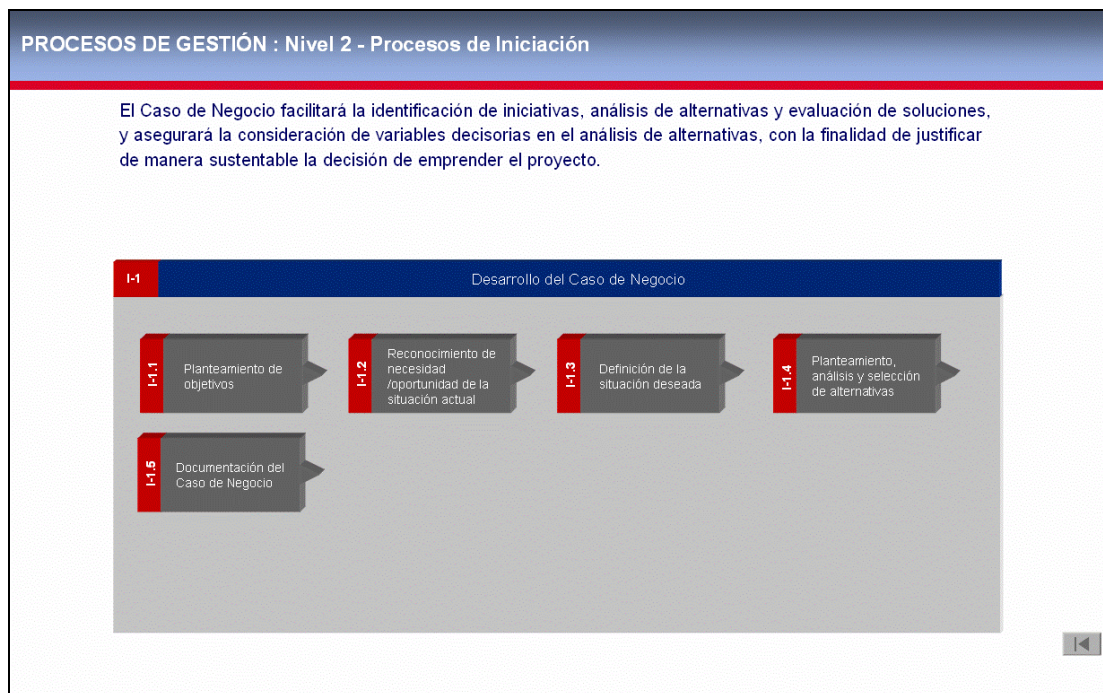 PROCESOS DE GESTIÓN : Nivel 2 - Procesos de Iniciación
El Caso de Negocio facilitará la identificación de iniciativas, análisis de alternativas y evaluación de soluciones,
y asegurará la consideración de variables decisorias en el análisis de alternativas, con la finalidad de justificar
de manera sustentable la decisión de emprender el proyecto.
I-1
Desarrollo del Caso de Negocio
I-1.1
Planteamiento de
objetivos
I-1.2
Reconocimiento de
necesidad
/oportunidad de la
situación actual
I-1.3
Definición de la
situación deseada
I-1.4
Planteamiento,
análisis y selección
de alternativas
I-1.5
Documentación del
Caso de Negocio